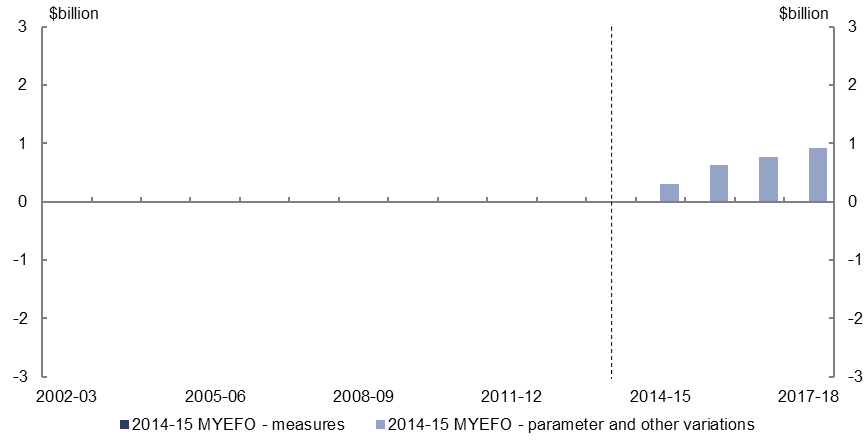 $billion $billion
3 3
2 2
1 1
0 0
-1 -1
-2 -2
-3 -3
2002-03 2005-06 2008-09 2011-12 2014-15 2017-18
2014-15 MYEFO - measures 2014-15 MYEFO - parameter and other variations